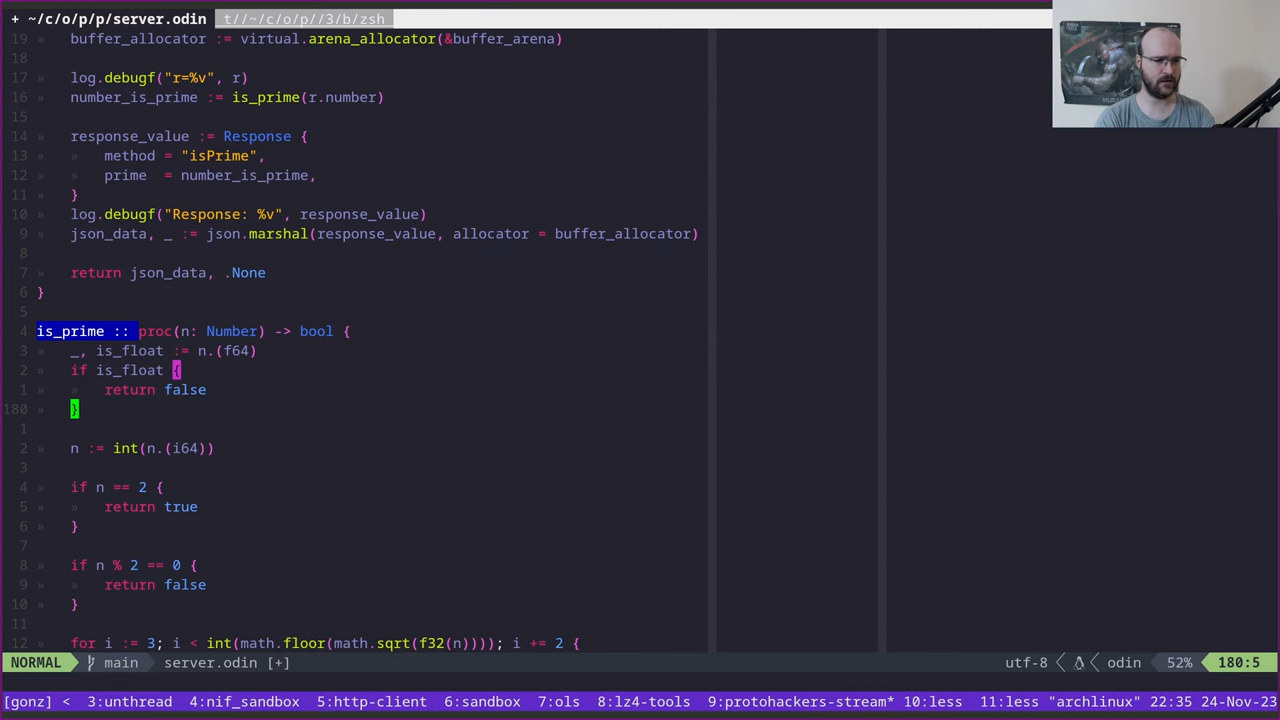 + ~/c/o/p/p/server.odin t//~/c/o/p//3/b/zsh
19 » buffer_allocator := virtual.arena_allocator(&buffer_arena)
18
17 » log.debugf("r=%v", r)
16 » number_is_prime := is_prime(r.number)
15
14 » response_value := Response {
13 » » method = "isPrime",
12 » » prime  = number_is_prime,
11 » }
10 » log.debugf("Response: %v", response_value)
9 » json_data, _ := json.marshal(response_value, allocator = buffer_allocator)
8
7 » return json_data, .None
6 }
5
4 is_prime :: proc(n: Number) -> bool {
3 » _, is_float := n.(f64)
2 » if is_float {
1 » » return false
180 » }
1
2 » n := int(n.(i64))
3
4 » if n == 2 {
5 » » return true
6 » }
7
8 » if n % 2 == 0 {
9 » » return false
10 » }
11
12 » for i := 3; i < int(math.floor(math.sqrt(f32(n)))); i += 2 {
NORMAL main server.odin [+] utf-8 odin 52% 180:5
[gonz] < 3:unthread 4:nif_sandbox 5:http-client 6:sandbox 7:ols 8:lz4-tools 9:protohackers-stream* 10:less 11:less "archlinux" 22:35 24-Nov-23